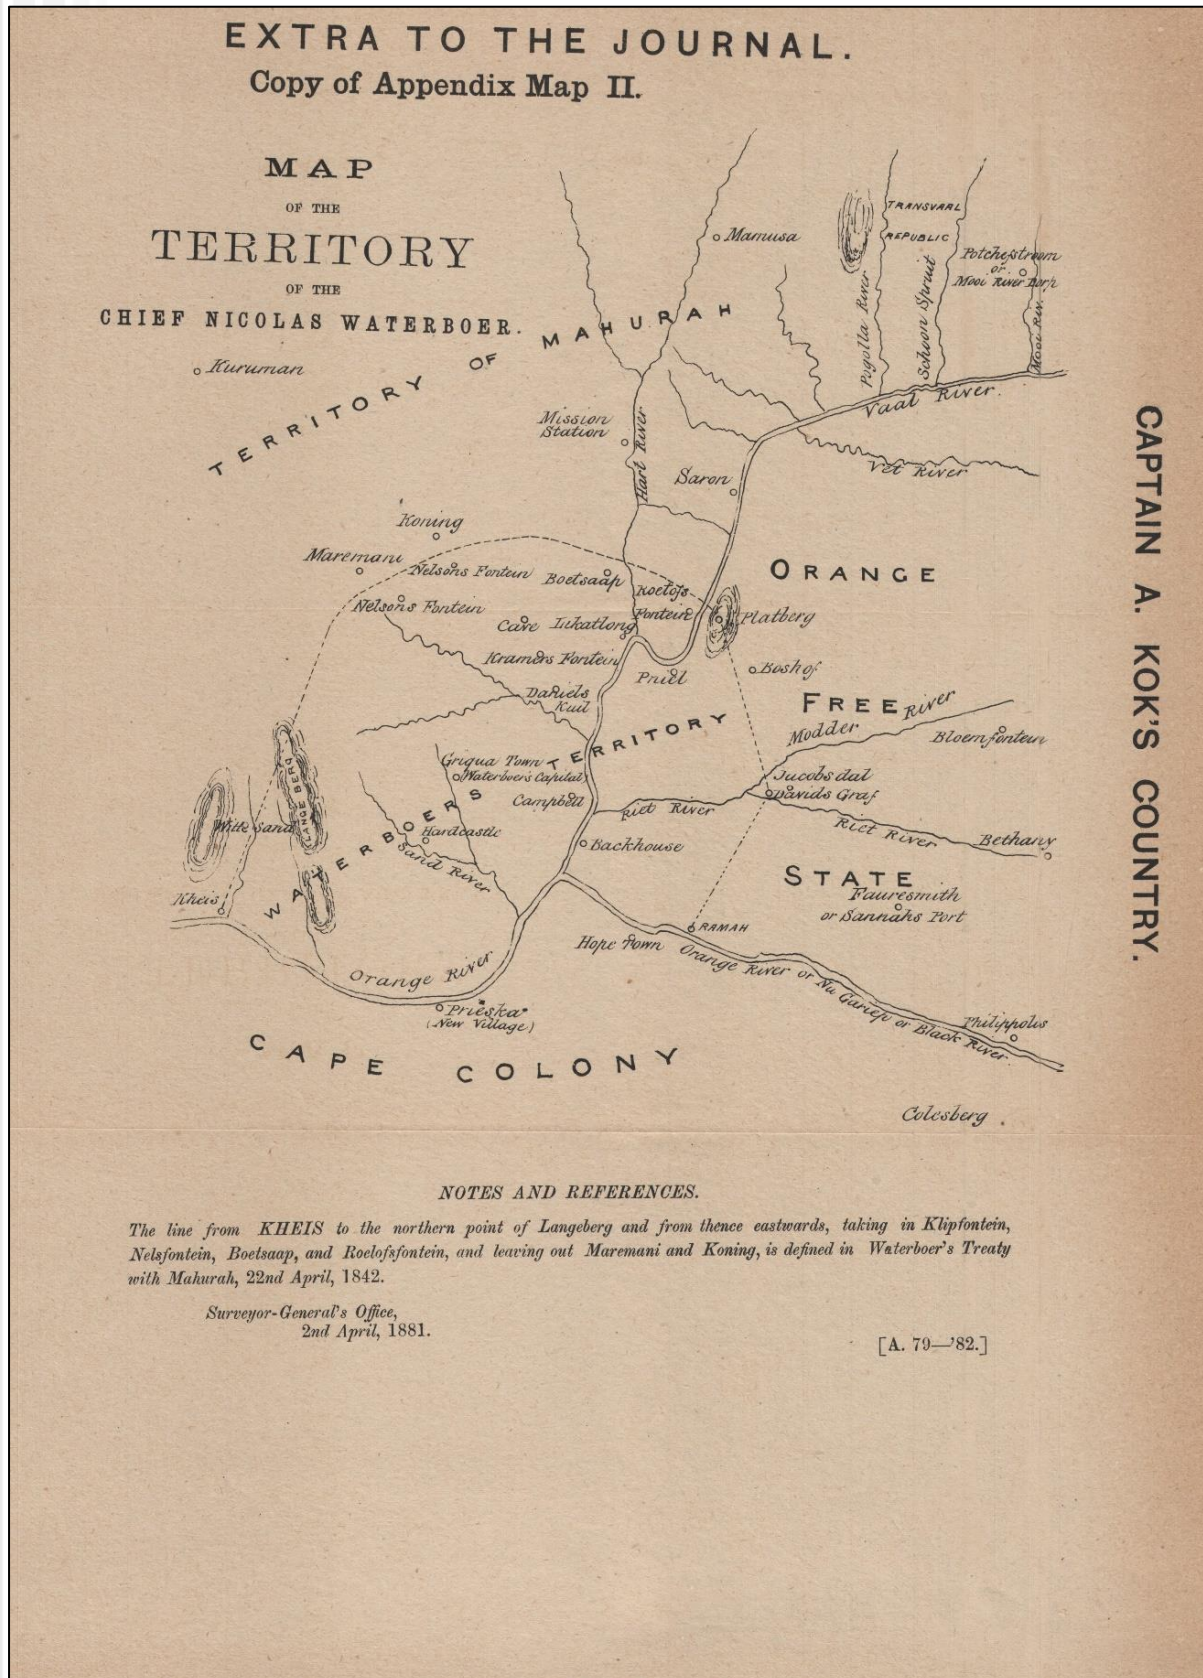 EXTRA TO THE JOURNAL.
Copy of Appendix Map II.
MAP
OF THE
TERRITORY
OF THE
CHIEF NICOLAS WATERBOER.
TERRITORY OF MAHURAH
Kuruman
Mamusa
TRANSVAAL
REPUBLIC
Potchefstroom
or
Mooi River Dorp
Pogolla River
Schoon Spruit
Mooi Riv.
Vaal River.
Mission
Station
Hart River
Saron
Vet River
Koning
Maremani
Nelsons Fontein
Boetsaap
Nelsons Fontein
Cave
Likatlong
Fontein
Platberg
Kramers Fontein
Pniel
Boshof
ORANGE
FREE
STATE
Daniels
Kuil
WATERBOERS TERRITORY
Modder River
Bloemfontein
Griqua Town
Waterboer's Capital
Campbell
Jacobsdal
Davids Graf
Riet River
Riet River
Bethany
LANGE BERG
Witte Sand
Hardcastle
Sand River
Backhouse
Kheis
Fauresmith
or Sannahs Port
RAMAH
Hope Town
Orange River
Orange River or Nu Gariep or Black River
Prieska
(New Village)
Philippolis
CAPE COLONY
Colesberg
CAPTAIN A. KOK'S COUNTRY.
NOTES AND REFERENCES.
The line from KHEIS to the northern point of Langeberg and from thence eastwards, taking in Klipfontein,
Nelsfontein, Boetsaap, and Roelofsfontein, and leaving out Maremani and Koning, is defined in Waterboer's Treaty
with Mahurah, 22nd April, 1842.
Surveyor-General's Office,
2nd April, 1881.
[A. 79—'82.]